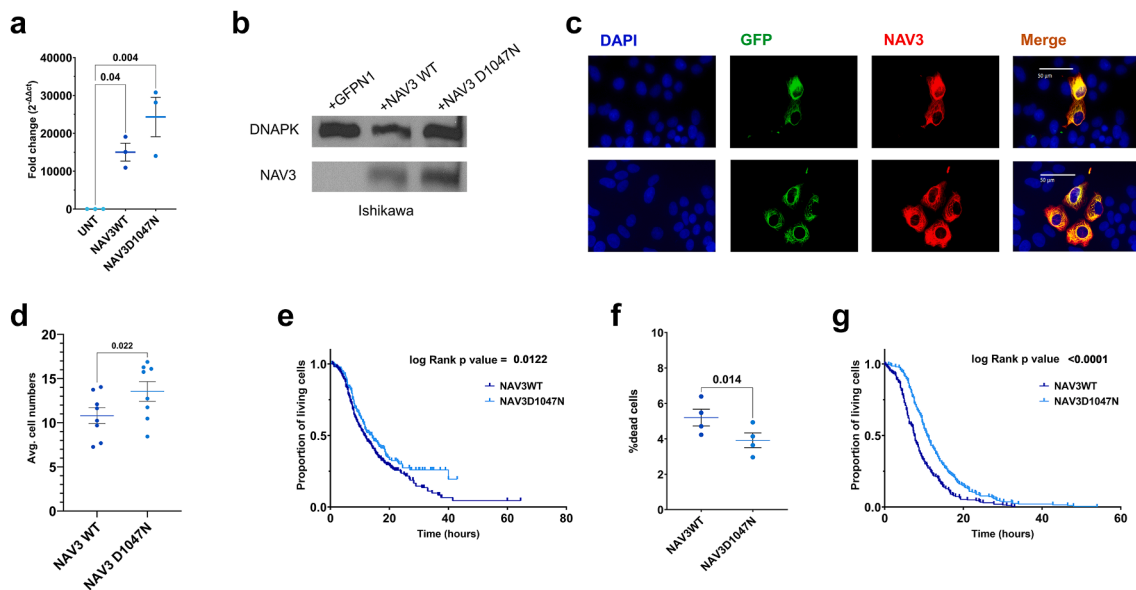 a
Fold change (2^-ΔΔct)
40000
30000
20000
10000
0
0.004
0.04
UNT
NAV3WT
NAV3D1047N
b
+GFPN1
+NAV3 WT
+NAV3 D1047N
DNAPK
NAV3
Ishikawa
c
DAPI
GFP
NAV3
Merge
50 μm
50 μm
d
Avg. cell numbers
20
15
10
5
0
0.022
NAV3 WT
NAV3 D1047N
e
Proportion of living cells
1.0
0.5
0.0
log Rank p value = 0.0122
NAV3WT
NAV3D1047N
0 20 40 60 80
Time (hours)
f
%dead cells
10
8
6
4
2
0
0.014
NAV3WT
NAV3D1047N
g
Proportion of living cells
1.0
0.5
0.0
log Rank p value <0.0001
NAV3WT
NAV3D1047N
0 20 40 60
Time (hours)